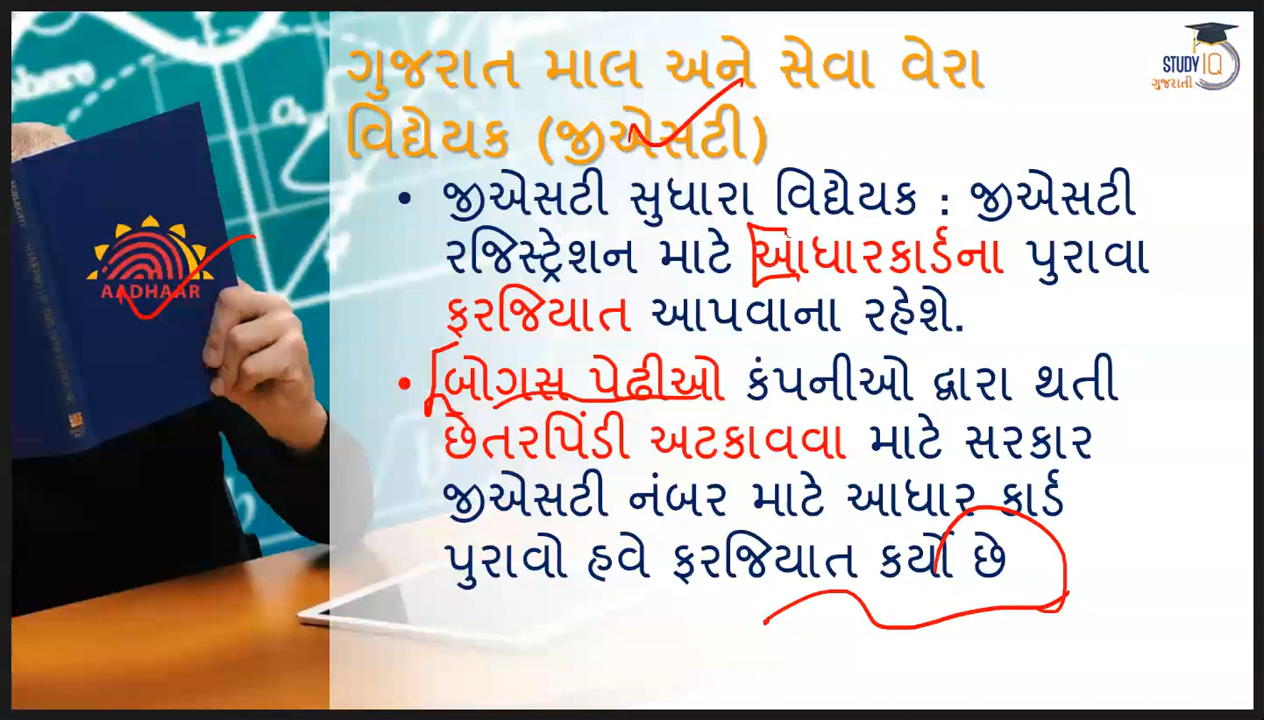 ગુજરાત માલ અને સેવા વેરા
વિદ્યેયક (જીએસટી)
STUDY IQ
ગુજરાતી
• જીએસટી સુધારા વિદ્યેયક : જીએસટી
રજિસ્ટ્રેશન માટે આધારકાર્ડના પુરાવા
ફરજિયાત આપવાના રહેશે.
• બોગસ પેઢીઓ કંપનીઓ દ્વારા થતી
છેતરપિંડી અટકાવવા માટે સરકાર
જીએસટી નંબર માટે આધાર કાર્ડ
પુરાવો હવે ફરજિયાત કર્યો છે
AADHAAR